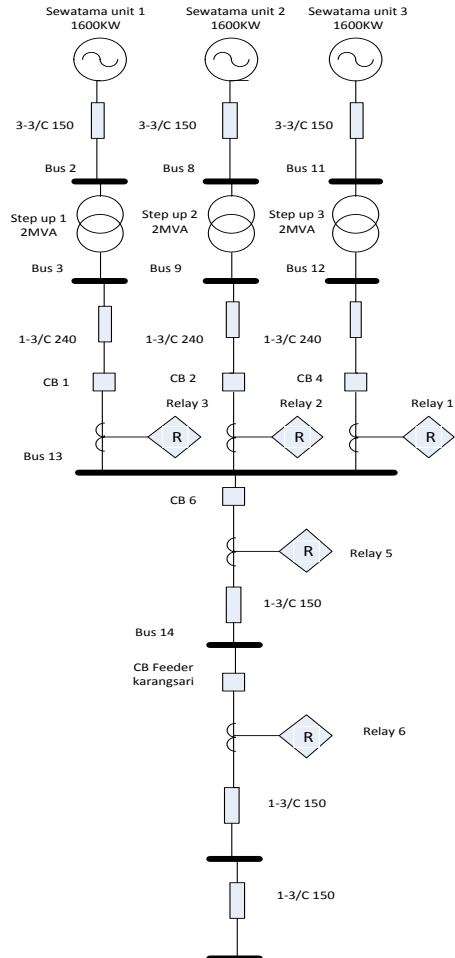 Sewatama unit 1
1600KW
Sewatama unit 2
1600KW
Sewatama unit 3
1600KW
3-3/C 150
3-3/C 150
3-3/C 150
Bus 2
Bus 8
Bus 11
Step up 1
2MVA
Step up 2
2MVA
Step up 3
2MVA
Bus 3
Bus 9
Bus 12
1-3/C 240
1-3/C 240
1-3/C 240
CB 1
CB 2
CB 4
Relay 3
Relay 2
Relay 1
R
R
R
Bus 13
CB 6
R
Relay 5
1-3/C 150
Bus 14
CB Feeder
karangsari
R
Relay 6
1-3/C 150
1-3/C 150